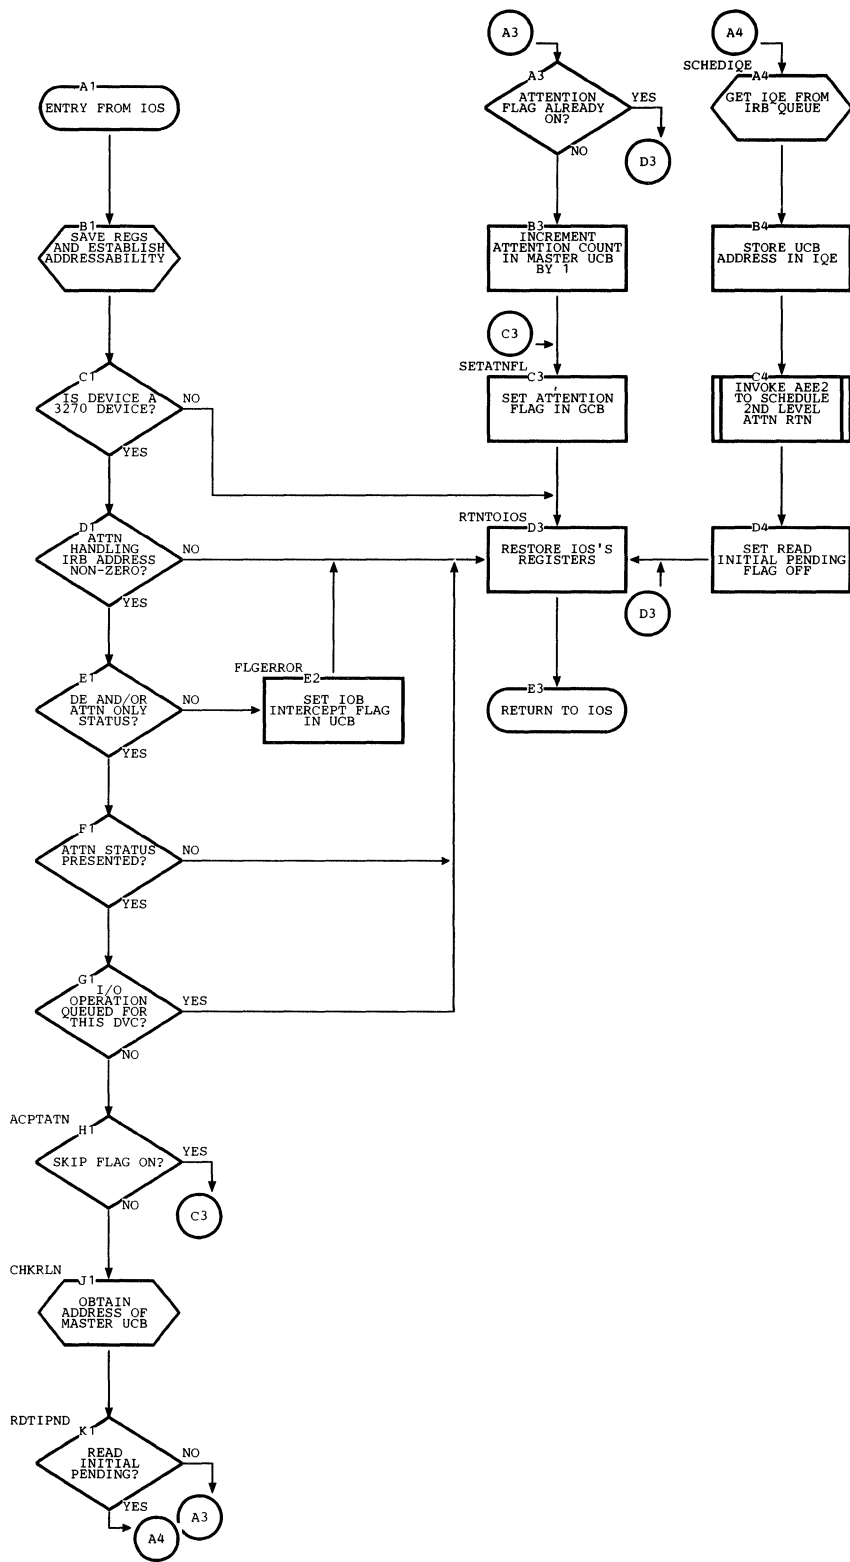 A1
ENTRY FROM IOS
B1
SAVE REGS
AND ESTABLISH
ADDRESSABILITY
C1
IS DEVICE A
3270 DEVICE?
NO
YES
D1
ATTN
HANDLING
IRB ADDRESS
NON-ZERO?
NO
YES
E1
DE AND/OR
ATTN ONLY
STATUS?
NO
YES
FLGERROR
E2
SET IOB
INTERCEPT FLAG
IN UCB
F1
ATTN STATUS
PRESENTED?
NO
YES
G1
I/O
OPERATION
QUEUED FOR
THIS DVC?
YES
NO
ACPTATN
H1
SKIP FLAG ON?
YES
C3
NO
CHKRLN
J1
OBTAIN
ADDRESS OF
MASTER UCB
RDTIPND
K1
READ
INITIAL
PENDING?
NO
A3
YES
A4
A3
A3
ATTENTION
FLAG ALREADY
ON?
YES
D3
NO
B3
INCREMENT
ATTENTION COUNT
IN MASTER UCB
BY 1
C3
SETATNFL
C3
SET ATTENTION
FLAG IN GCB
RTNTOIOS
D3
RESTORE IOS'S
REGISTERS
E3
RETURN TO IOS
A4
SCHEDIQE
A4
GET IQE FROM
IRB QUEUE
B4
STORE UCB
ADDRESS IN IQE
C4
INVOKE AEE2
TO SCHEDULE
2ND LEVEL
ATTN RTN
D4
SET READ
INITIAL PENDING
FLAG OFF
D3